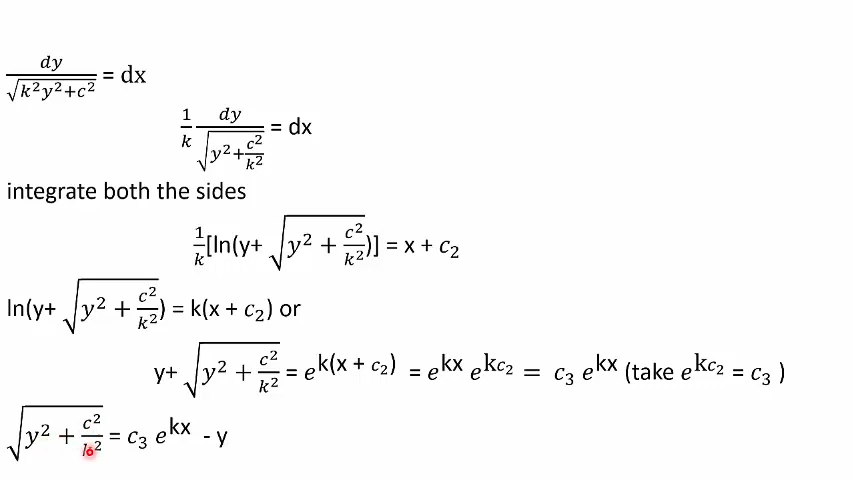 dy/√(k²y²+c²) = dx
1/k dy/√(y²+c²/k²) = dx
integrate both the sides
1/k[ln(y+ √(y² + c²/k²))] = x + c₂
ln(y+ √(y² + c²/k²)) = k(x + c₂) or
y+ √(y² + c²/k²) = e^k(x + c₂) = e^kx e^kc₂ = c₃ e^kx (take e^kc₂ = c₃ )
√(y² + c²/k²) = c₃ e^kx - y